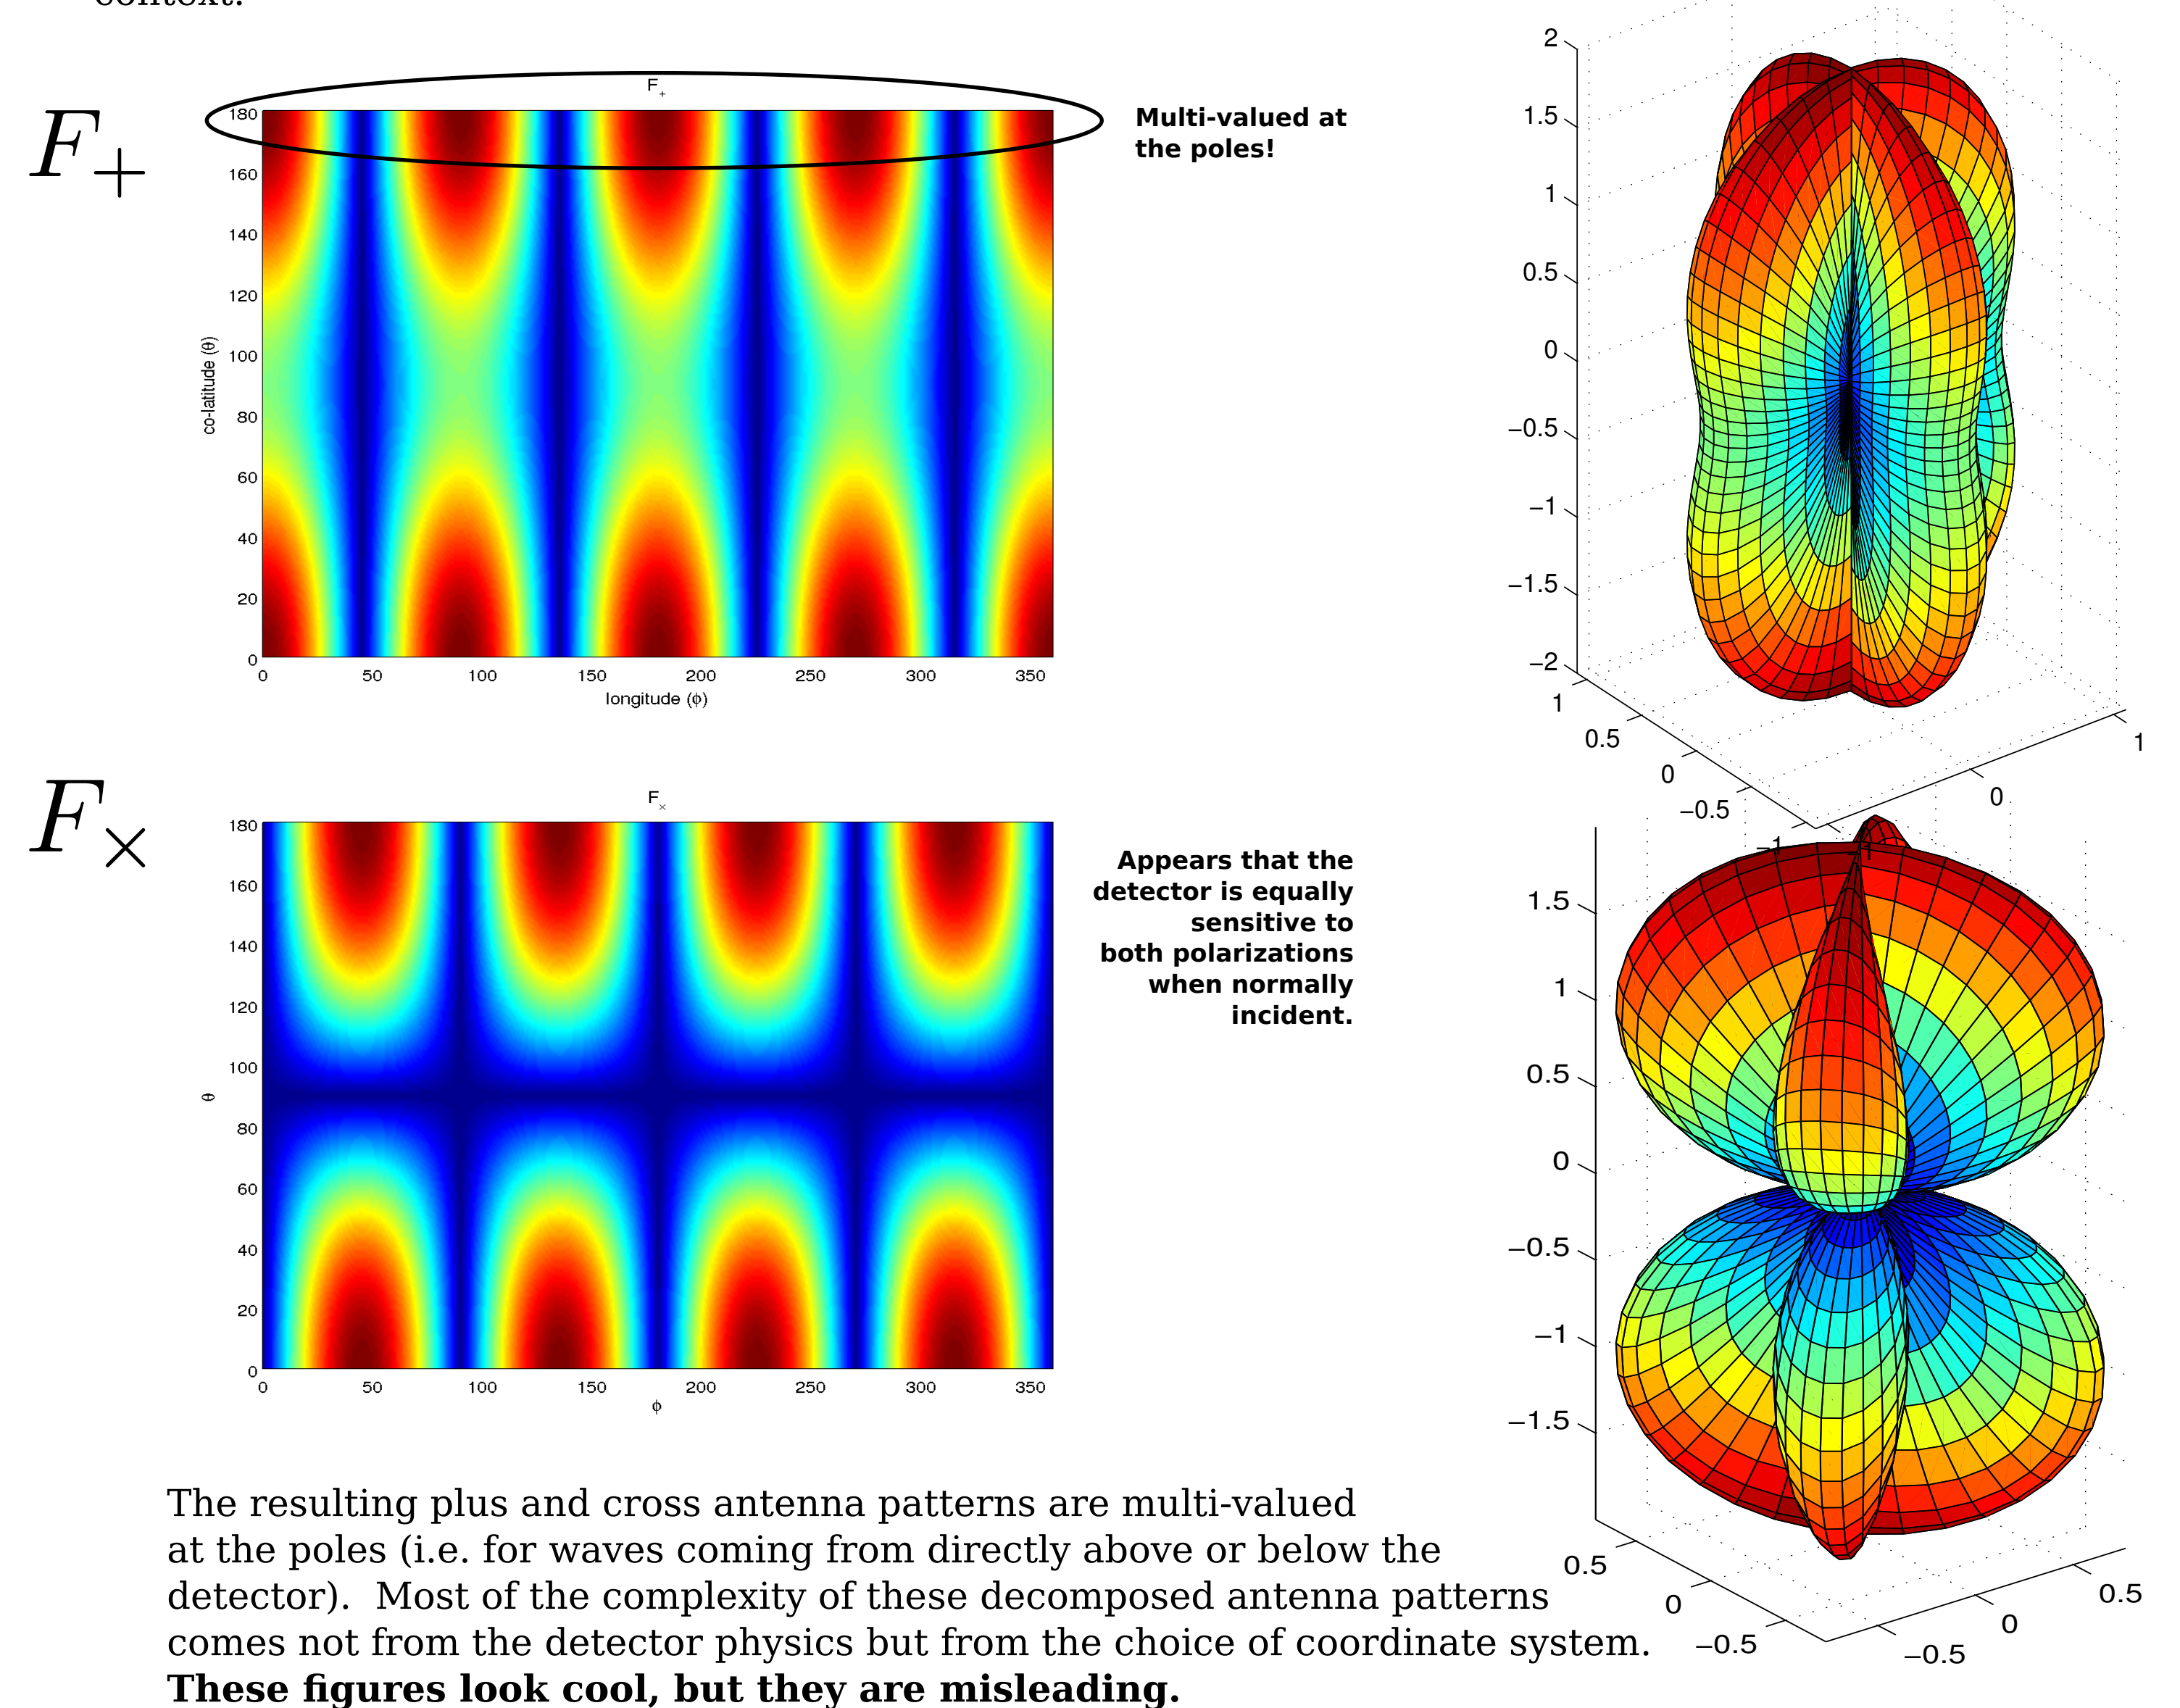 context.
F+
F+
180
160
140
120
100
80
60
40
20
0
co-latitude (θ)
0 50 100 150 200 250 300 350
longitude (ϕ)
Multi-valued at
the poles!
2
1.5
1
0.5
0
−0.5
−1
−1.5
−2
1
0.5
0
−0.5
−1
1
0
−1
F×
F×
180
160
140
120
100
80
60
40
20
0
θ
0 50 100 150 200 250 300 350
ϕ
Appears that the
detector is equally
sensitive to
both polarizations
when normally
incident.
1.5
1
0.5
0
−0.5
−1
−1.5
0.5
0
−0.5
0.5
0
−0.5
The resulting plus and cross antenna patterns are multi-valued
at the poles (i.e. for waves coming from directly above or below the
detector). Most of the complexity of these decomposed antenna patterns
comes not from the detector physics but from the choice of coordinate system.
These figures look cool, but they are misleading.